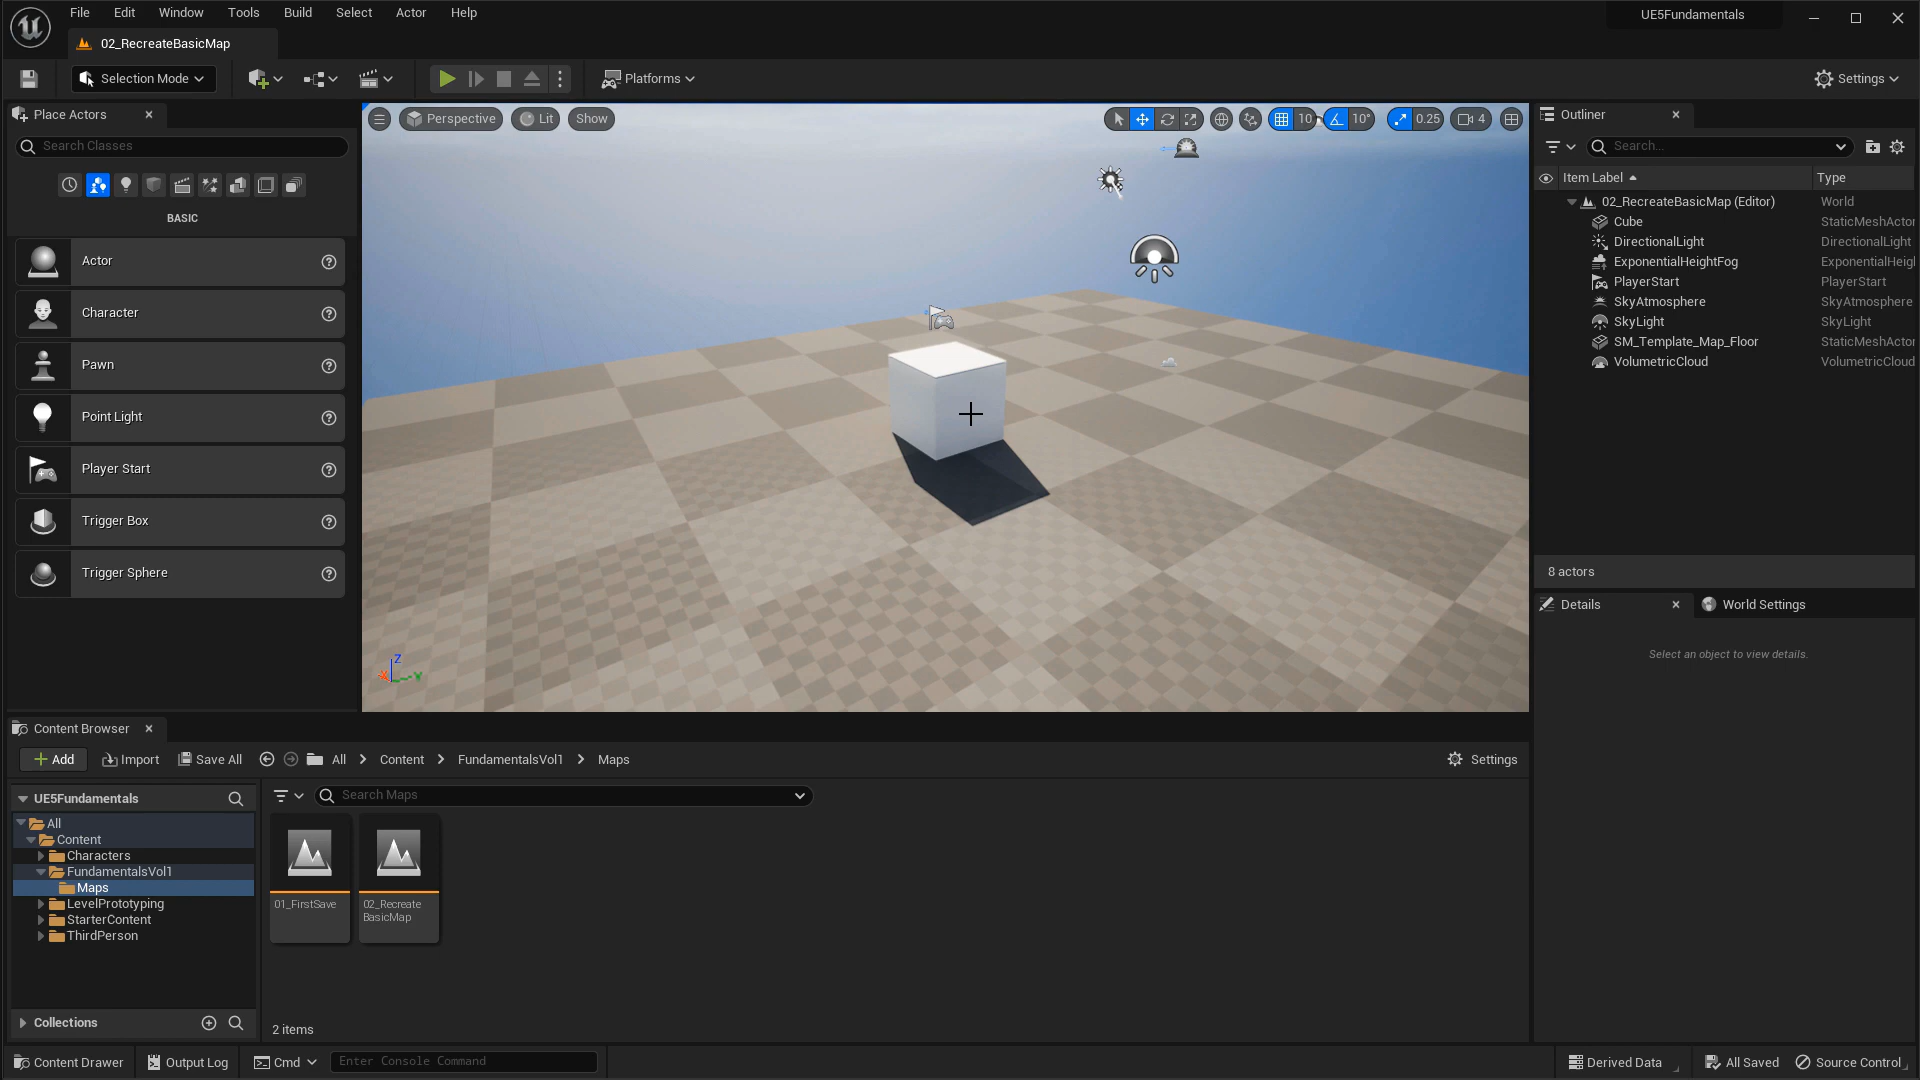 File Edit Window Tools Build Select Actor Help
UE5Fundamentals
02_RecreateBasicMap
Selection Mode
Platforms
Settings
Place Actors
Search Classes
BASIC
Actor
Character
Pawn
Point Light
Player Start
Trigger Box
Trigger Sphere
Perspective Lit Show
10 10° 0.25 4
Z
X Y
Outliner
Search...
Item Label Type
02_RecreateBasicMap (Editor) World
Cube StaticMeshActor
DirectionalLight DirectionalLight
ExponentialHeightFog Exponential
PlayerStart PlayerStart
SkyAtmosphere SkyAtmosphere
SkyLight SkyLight
SM_Template_Map_Floor StaticMeshActor
VolumetricCloud VolumetricCloud
8 actors
Details World Settings
Select an object to view details.
Content Browser
Add Import Save All All Content FundamentalsVol1 Maps Settings
UE5Fundamentals
All
Content
Characters
FundamentalsVol1
Maps
LevelPrototyping
StarterContent
ThirdPerson
Collections
Search Maps
01_FirstSave
02_Recreate
BasicMap
2 items
Content Drawer Output Log Cmd Enter Console Command
Derived Data All Saved Source Control